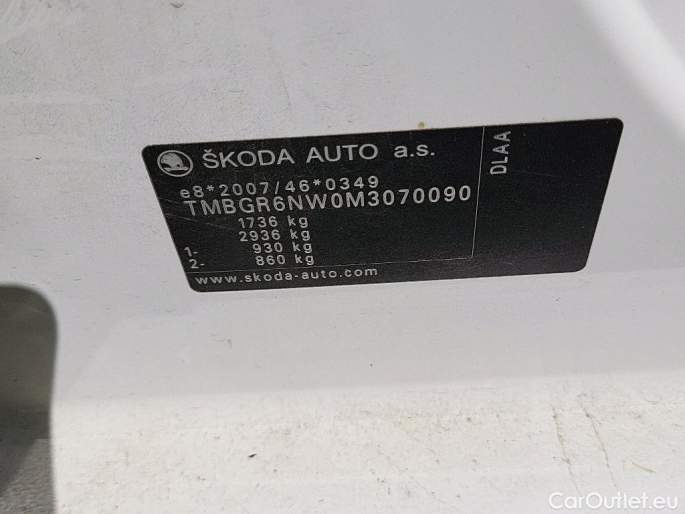 ŠKODA AUTO a.s.
e8*2007/46*0349
TMBGR6NW0M3070090
1736 kg
2936 kg
1- 930 kg
2- 860 kg
www.skoda-auto.com
DLAA
CarOutlet.eu